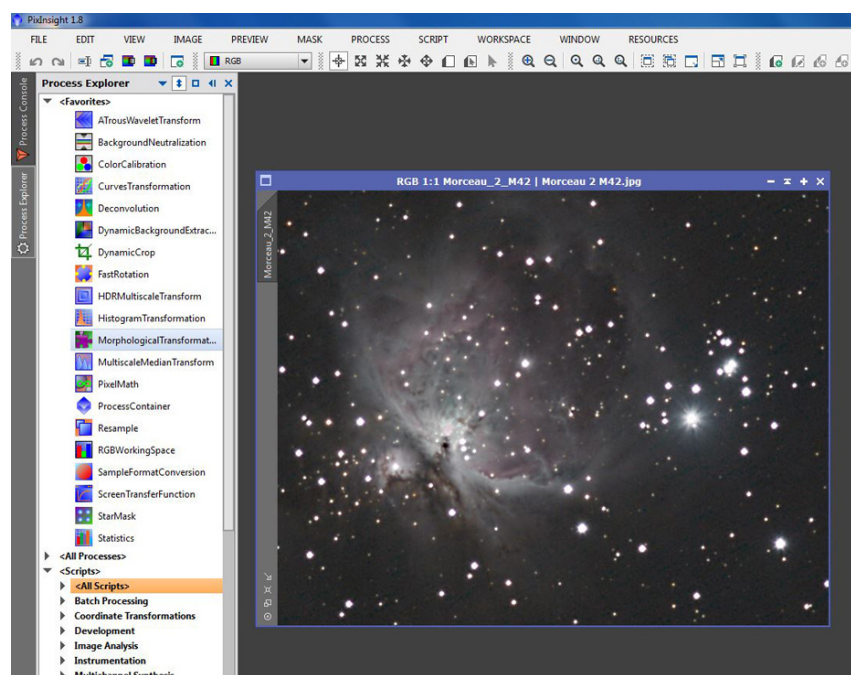 PixInsight 1.8
FILE EDIT VIEW IMAGE PREVIEW MASK PROCESS SCRIPT WORKSPACE WINDOW RESOURCES
RGB
Process Console
Process Explorer
Process Explorer
<Favorites>
ATrousWaveletTransform
BackgroundNeutralization
ColorCalibration
CurvesTransformation
Deconvolution
DynamicBackgroundExtrac...
DynamicCrop
FastRotation
HDRMultiscaleTransform
HistogramTransformation
MorphologicalTransformat...
MultiscaleMedianTransform
PixelMath
ProcessContainer
Resample
RGBWorkingSpace
SampleFormatConversion
ScreenTransferFunction
StarMask
Statistics
<All Processes>
<Scripts>
<All Scripts>
Batch Processing
Coordinate Transformations
Development
Image Analysis
Instrumentation
Multichannel Synthesis
RGB 1:1 Morceau_2_M42 | Morceau 2 M42.jpg
Morceau_2_M42